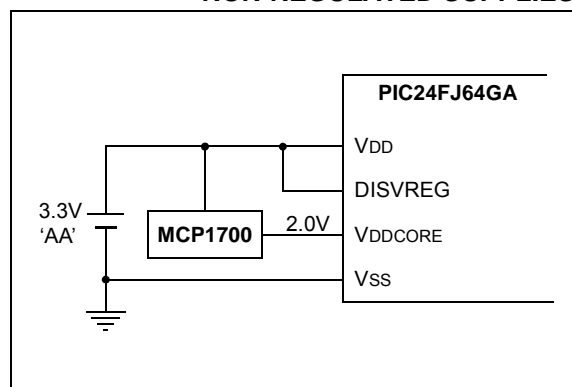 PIC24FJ64GA
VDD
DISVREG
3.3V
'AA'
MCP1700
2.0V
VDDCORE
VSS